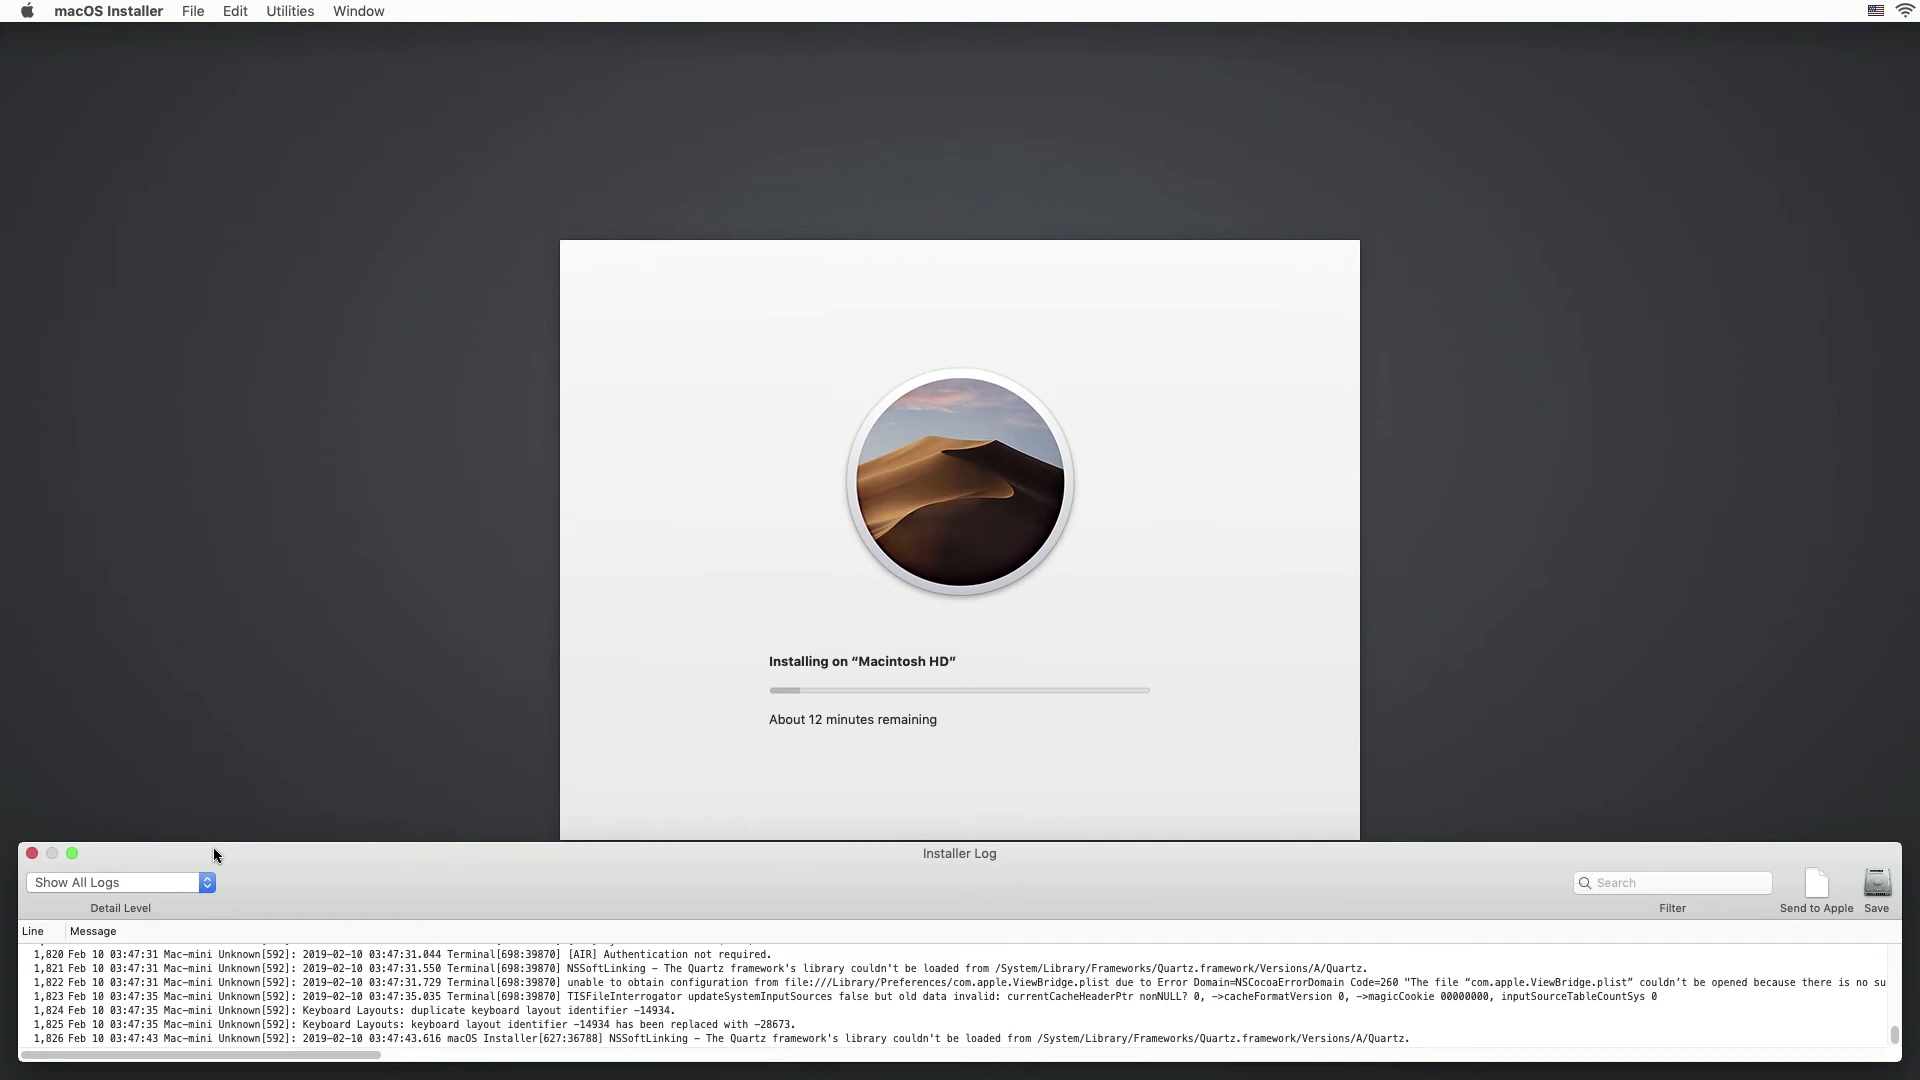 macOS Installer File Edit Utilities Window
Installing on “Macintosh HD”
About 12 minutes remaining
Installer Log
Show All Logs
Search
Detail Level
Filter
Send to Apple
Save
Line Message
1,820 Feb 10 03:47:31 Mac-mini Unknown[592]: 2019-02-10 03:47:31.044 Terminal[698:39870] [AIR] Authentication not required.
1,821 Feb 10 03:47:31 Mac-mini Unknown[592]: 2019-02-10 03:47:31.550 Terminal[698:39870] NSSoftLinking - The Quartz framework's library couldn't be loaded from /System/Library/Frameworks/Quartz.framework/Versions/A/Quartz.
1,822 Feb 10 03:47:31 Mac-mini Unknown[592]: 2019-02-10 03:47:31.729 Terminal[698:39870] unable to obtain configuration from file:///Library/Preferences/com.apple.ViewBridge.plist due to Error Domain=NSCocoaErrorDomain Code=260 "The file “com.apple.ViewBridge.plist” couldn’t be opened because there is no su
1,823 Feb 10 03:47:35 Mac-mini Unknown[592]: 2019-02-10 03:47:35.035 Terminal[698:39870] TISFileInterrogator updateSystemInputSources false but old data invalid: currentCacheHeaderPtr nonNULL? 0, ->cacheFormatVersion 0, ->magicCookie 00000000, inputSourceTableCountSys 0
1,824 Feb 10 03:47:35 Mac-mini Unknown[592]: Keyboard Layouts: duplicate keyboard layout identifier -14934.
1,825 Feb 10 03:47:35 Mac-mini Unknown[592]: Keyboard Layouts: keyboard layout identifier -14934 has been replaced with -28673.
1,826 Feb 10 03:47:43 Mac-mini Unknown[592]: 2019-02-10 03:47:43.616 macOS Installer[627:36788] NSSoftLinking - The Quartz framework's library couldn't be loaded from /System/Library/Frameworks/Quartz.framework/Versions/A/Quartz.